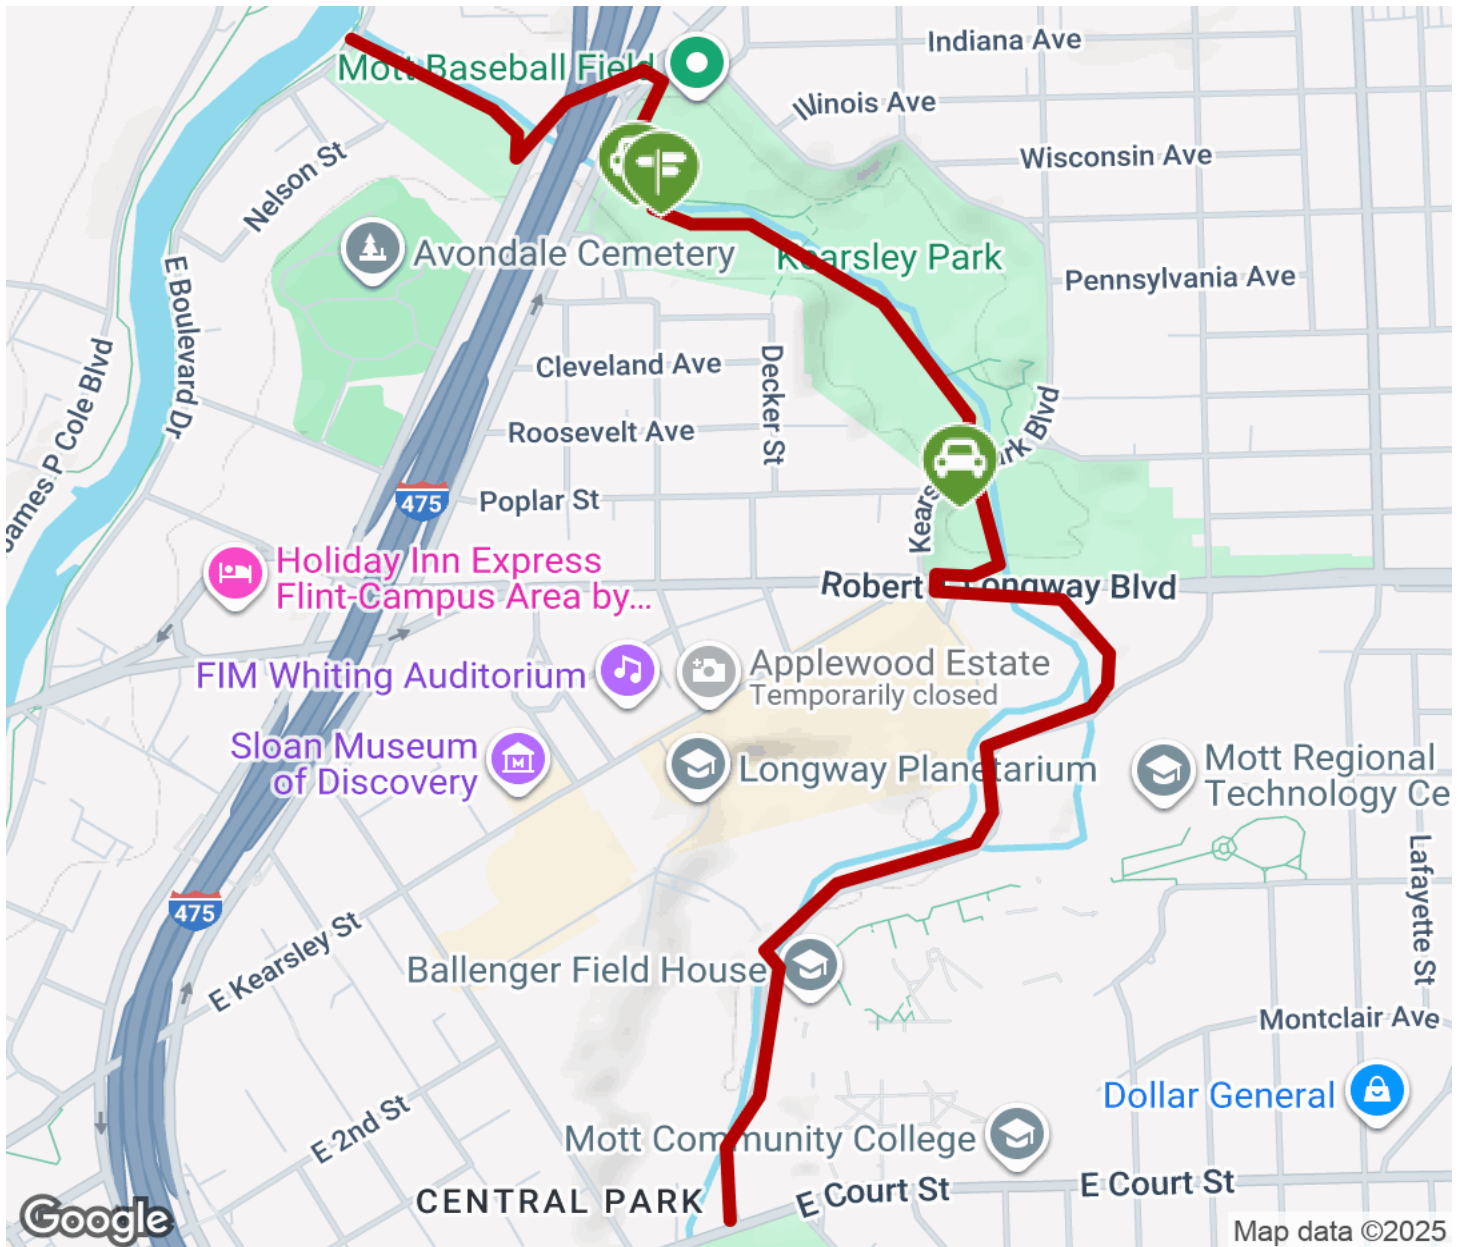 Indiana Ave
Mott Baseball Field
Illinois Ave
Wisconsin Ave
Nelson St
Avondale Cemetery
Kearsley Park
Pennsylvania Ave
E Boulevard Dr
James P Cole Blvd
Cleveland Ave
Decker St
Roosevelt Ave
475
Poplar St
Holiday Inn Express
Flint-Campus Area by...
Robert
Longway Blvd
FIM Whiting Auditorium
Applewood Estate
Temporarily closed
Sloan Museum
of Discovery
Longway Planetarium
Mott Regional
Technology Ce
Lafayette St
475
E Kearsley St
Ballenger Field House
Montclair Ave
Dollar General
E 2nd St
Mott Community College
CENTRAL PARK
E Court St
E Court St
Google
Map data ©2025